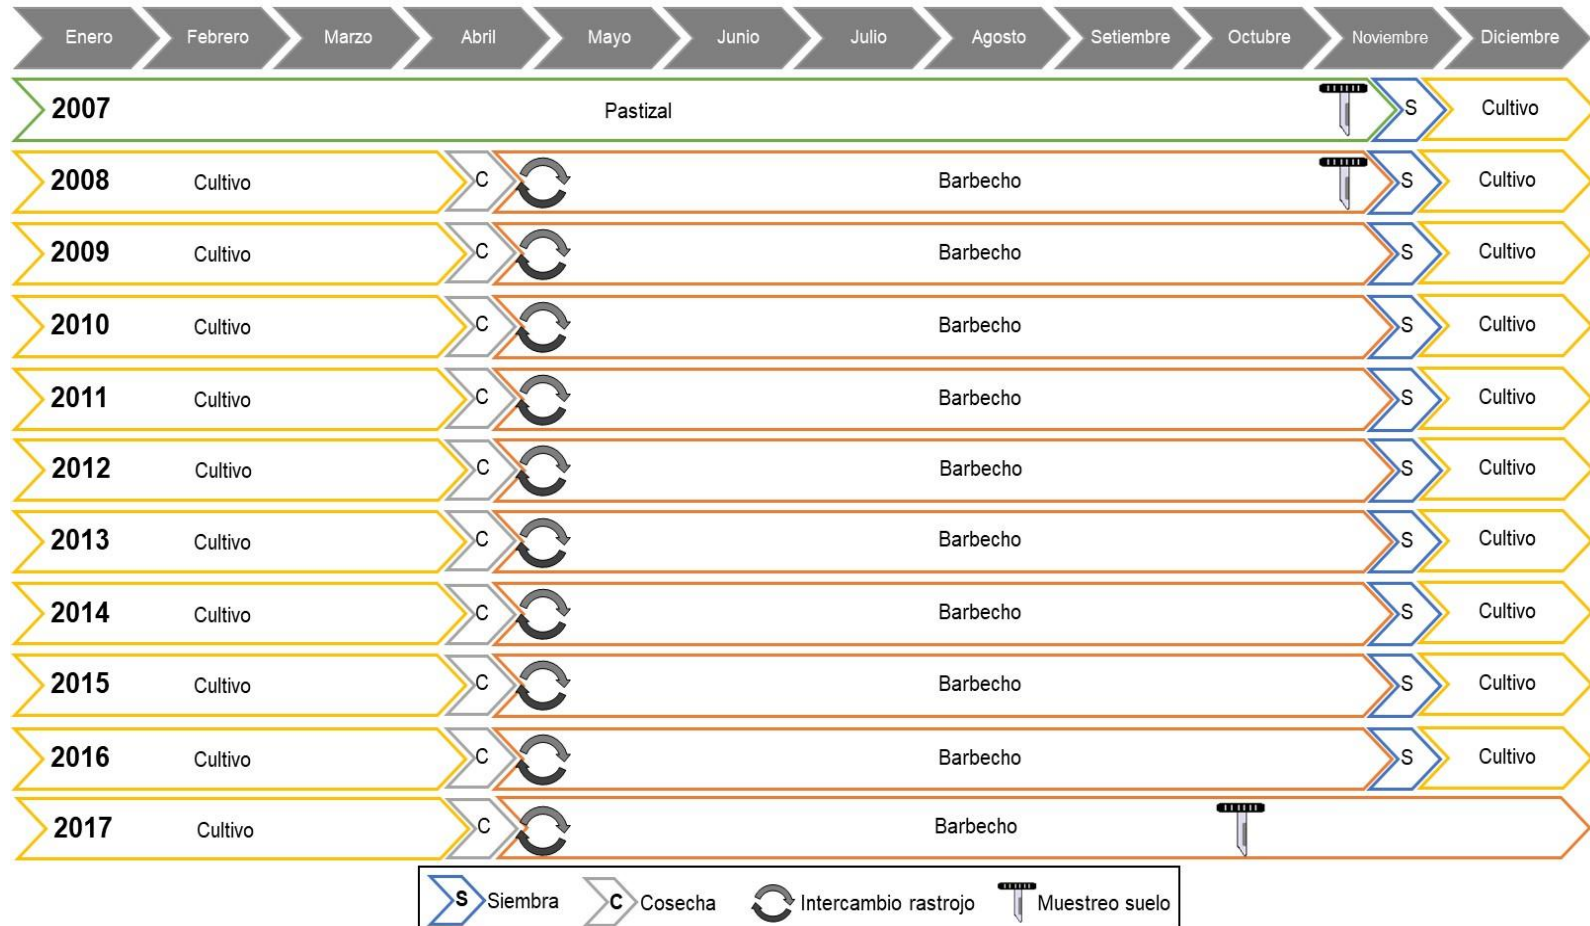 Enero Febrero Marzo Abril Mayo Junio Julio Agosto Setiembre Octubre Noviembre Diciembre
2007 Pastizal S Cultivo
2008 Cultivo C Barbecho S Cultivo
2009 Cultivo C Barbecho S Cultivo
2010 Cultivo C Barbecho S Cultivo
2011 Cultivo C Barbecho S Cultivo
2012 Cultivo C Barbecho S Cultivo
2013 Cultivo C Barbecho S Cultivo
2014 Cultivo C Barbecho S Cultivo
2015 Cultivo C Barbecho S Cultivo
2016 Cultivo C Barbecho S Cultivo
2017 Cultivo C Barbecho
S Siembra C Cosecha Intercambio rastrojo Muestreo suelo